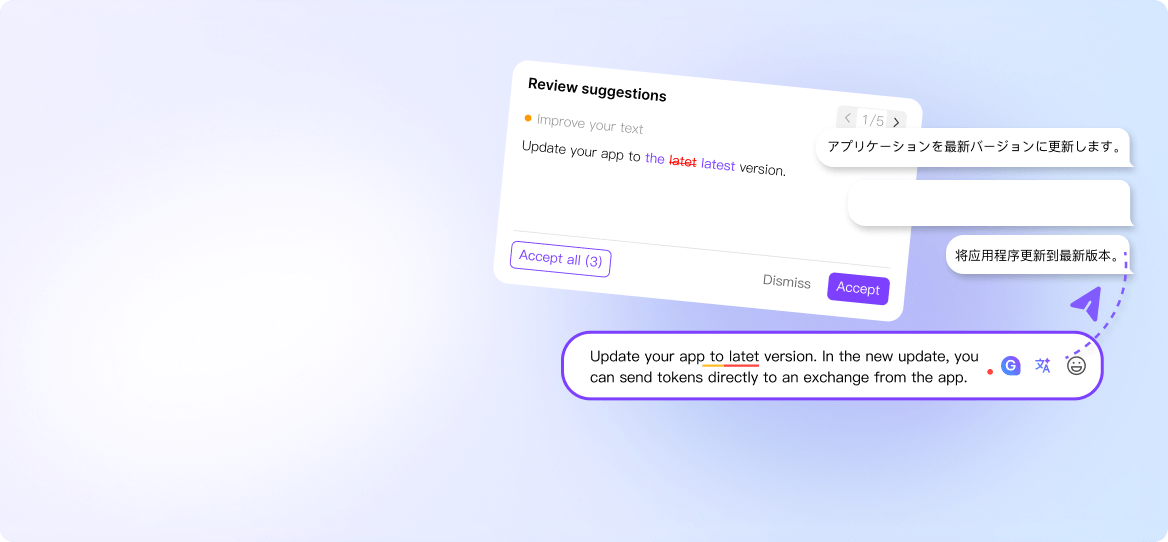 Review suggestions
1/5
Improve your text
Update your app to the latet latest version.
アプリケーションを最新バージョンに更新します。
将应用程序更新到最新版本。
Accept all (3)
Dismiss
Accept
Update your app to latet version. In the new update, you
can send tokens directly to an exchange from the app.
G
文A